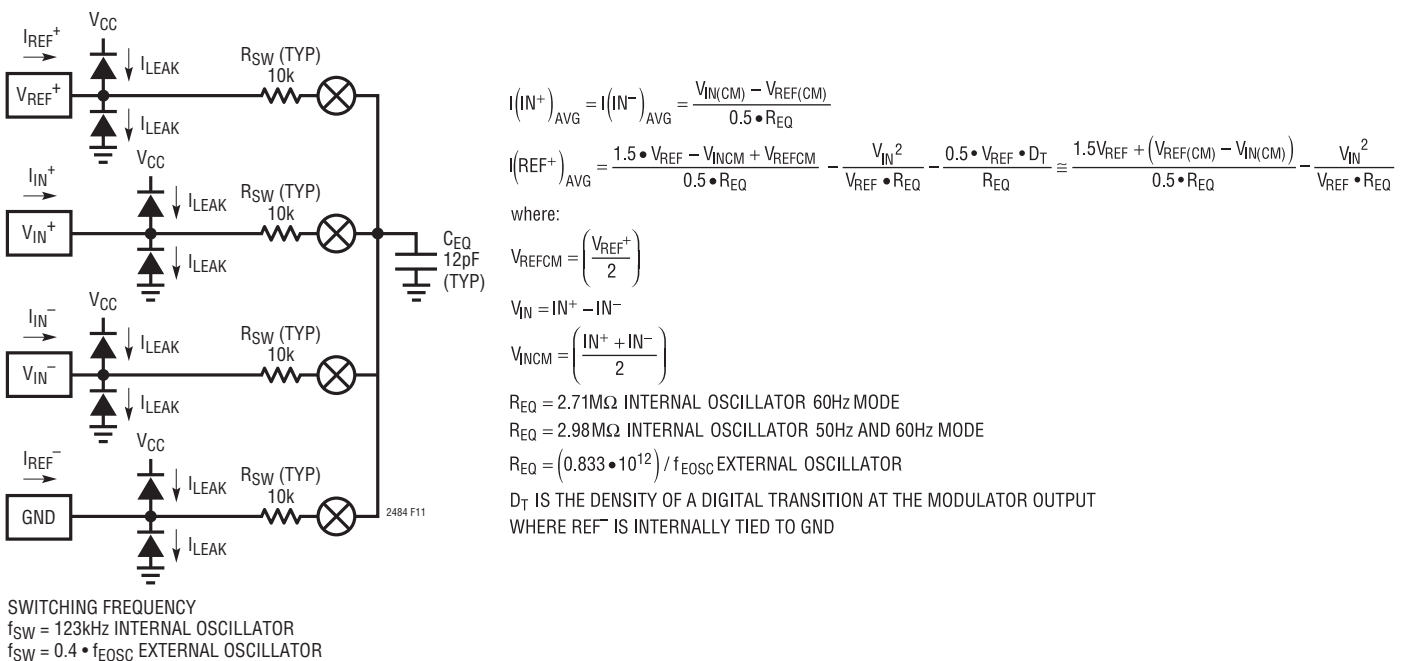 VCC
IREF+
ILEAK
RSW (TYP)
10k
VREF+
ILEAK
VCC
IIN+
ILEAK
RSW (TYP)
10k
VIN+
ILEAK
CEQ
12pF
(TYP)
VCC
IIN−
ILEAK
RSW (TYP)
10k
VIN−
ILEAK
VCC
IREF−
ILEAK
RSW (TYP)
10k
GND
ILEAK
2484 F11
SWITCHING FREQUENCY
fSW = 123kHz INTERNAL OSCILLATOR
fSW = 0.4 • fEOSC EXTERNAL OSCILLATOR
I(IN+)AVG = I(IN−)AVG = (VIN(CM) − VREF(CM)) / (0.5 • REQ)
I(REF+)AVG = (1.5 • VREF − VINCM + VREFCM) / (0.5 • REQ) − VIN² / (VREF • REQ) − (0.5 • VREF • DT) / REQ ≅ (1.5VREF + (VREF(CM) − VIN(CM))) / (0.5 • REQ) − VIN² / (VREF • REQ)
where:
VREFCM = (VREF+ / 2)
VIN = IN+ − IN−
VINCM = ((IN+ + IN−) / 2)
REQ = 2.71MΩ INTERNAL OSCILLATOR 60Hz MODE
REQ = 2.98MΩ INTERNAL OSCILLATOR 50Hz AND 60Hz MODE
REQ = (0.833 • 10¹²) / fEOSC EXTERNAL OSCILLATOR
DT IS THE DENSITY OF A DIGITAL TRANSITION AT THE MODULATOR OUTPUT
WHERE REF− IS INTERNALLY TIED TO GND